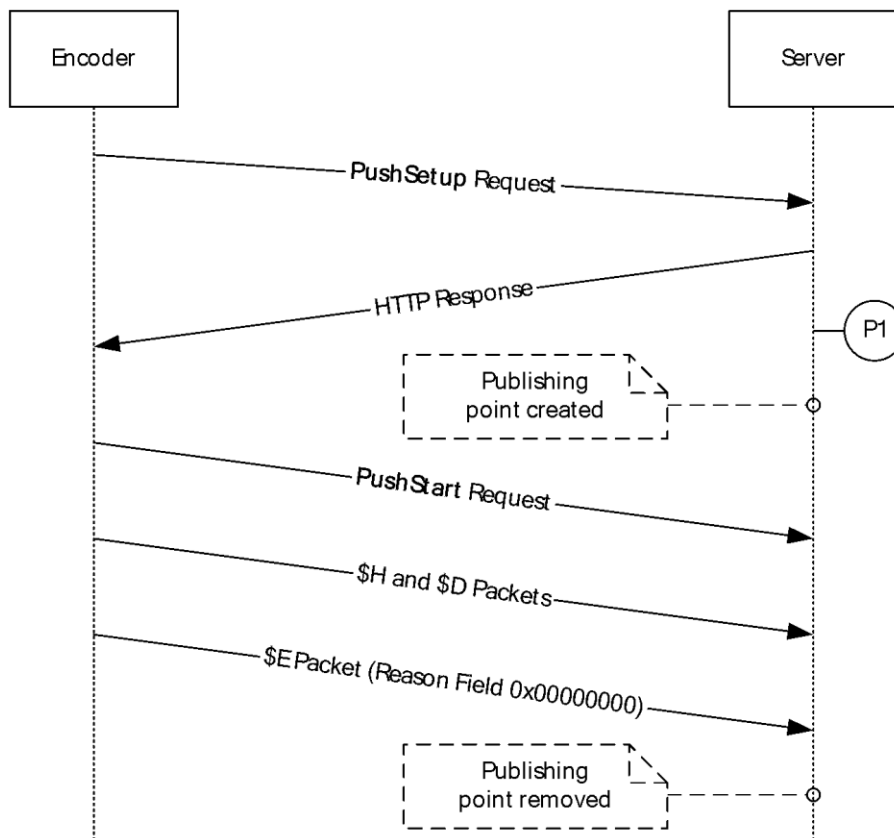 Encoder
Server
PushSetup Request
HTTP Response
P1
Publishing
point created
PushStart Request
$H and $D Packets
$E Packet (Reason Field 0x00000000)
Publishing
point removed